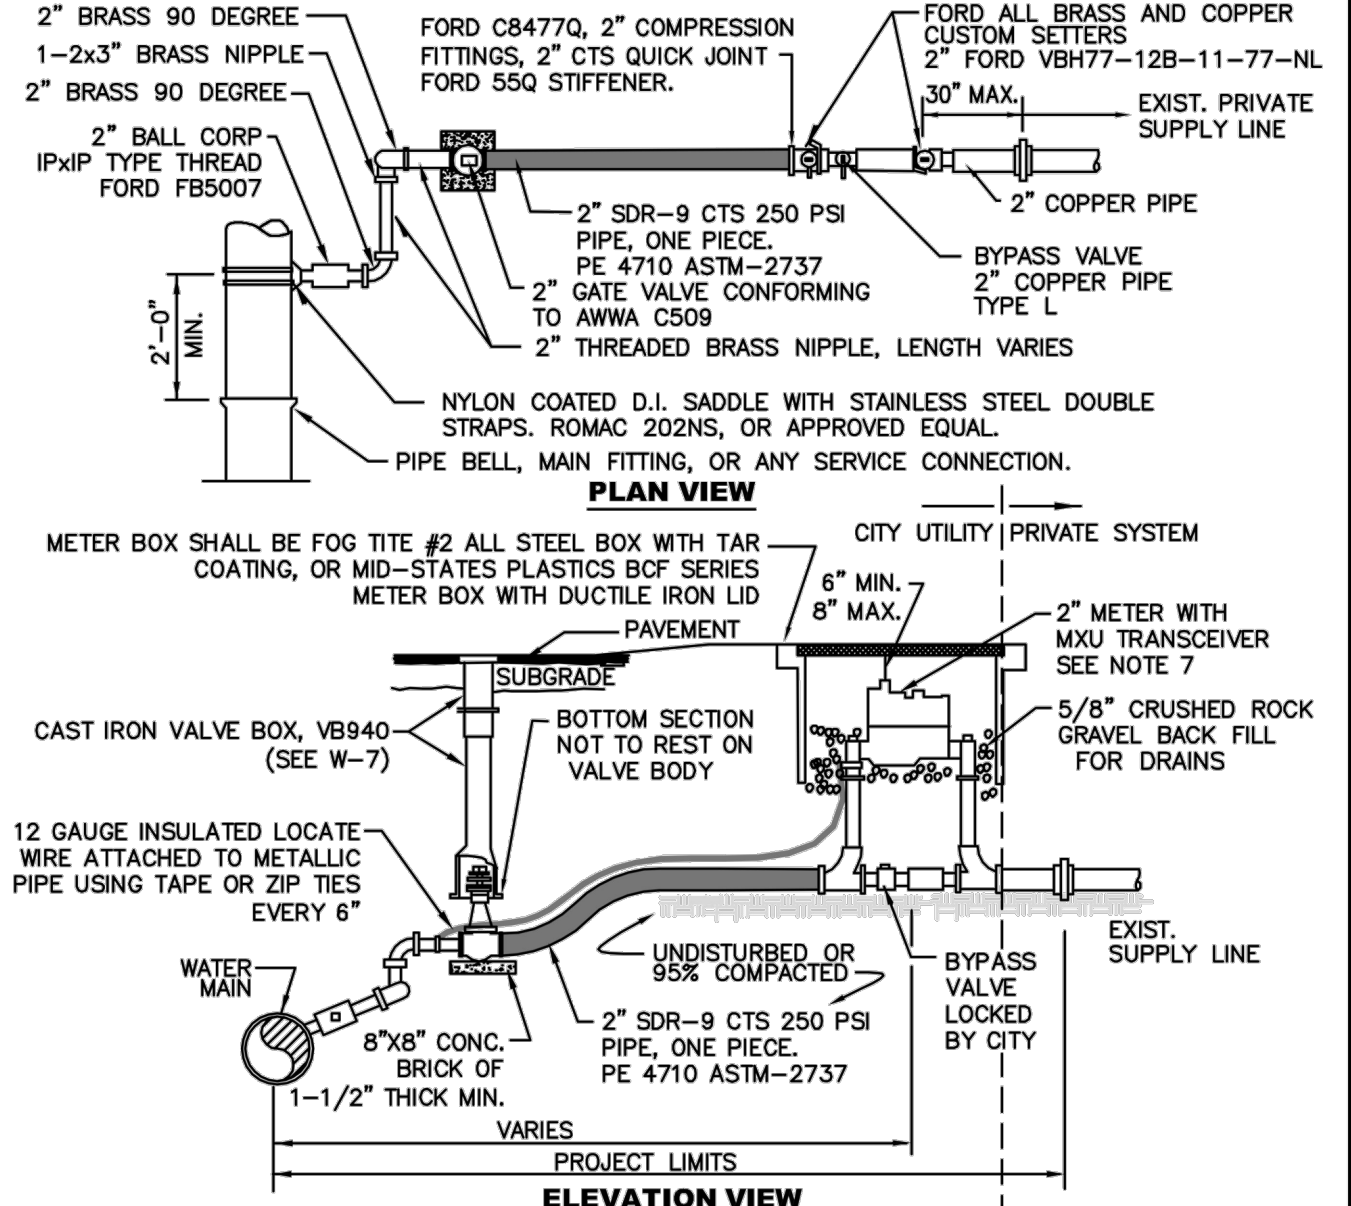 2" BRASS 90 DEGREE
1-2x3" BRASS NIPPLE
2" BRASS 90 DEGREE
2" BALL CORP
IPxIP TYPE THREAD
FORD FB5007
FORD C8477Q, 2" COMPRESSION
FITTINGS, 2" CTS QUICK JOINT
FORD 55Q STIFFENER.
FORD ALL BRASS AND COPPER
CUSTOM SETTERS
2" FORD VBH77-12B-11-77-NL
30" MAX.
EXIST. PRIVATE
SUPPLY LINE
2" COPPER PIPE
2" SDR-9 CTS 250 PSI
PIPE, ONE PIECE.
PE 4710 ASTM-2737
BYPASS VALVE
2" COPPER PIPE
TYPE L
2" GATE VALVE CONFORMING
TO AWWA C509
2" THREADED BRASS NIPPLE, LENGTH VARIES
2'-0"
MIN.
NYLON COATED D.I. SADDLE WITH STAINLESS STEEL DOUBLE
STRAPS. ROMAC 202NS, OR APPROVED EQUAL.
PIPE BELL, MAIN FITTING, OR ANY SERVICE CONNECTION.
PLAN VIEW
CITY UTILITY
PRIVATE SYSTEM
METER BOX SHALL BE FOG TITE #2 ALL STEEL BOX WITH TAR
COATING, OR MID-STATES PLASTICS BCF SERIES
METER BOX WITH DUCTILE IRON LID
6" MIN.
8" MAX.
2" METER WITH
MXU TRANSCEIVER
SEE NOTE 7
PAVEMENT
SUBGRADE
CAST IRON VALVE BOX, VB940
(SEE W-7)
BOTTOM SECTION
NOT TO REST ON
VALVE BODY
5/8" CRUSHED ROCK
GRAVEL BACK FILL
FOR DRAINS
12 GAUGE INSULATED LOCATE
WIRE ATTACHED TO METALLIC
PIPE USING TAPE OR ZIP TIES
EVERY 6"
EXIST.
SUPPLY LINE
UNDISTURBED OR
95% COMPACTED
BYPASS
VALVE
LOCKED
BY CITY
WATER
MAIN
2" SDR-9 CTS 250 PSI
PIPE, ONE PIECE.
PE 4710 ASTM-2737
8"X8" CONC.
BRICK OF
1-1/2" THICK MIN.
VARIES
PROJECT LIMITS
ELEVATION VIEW